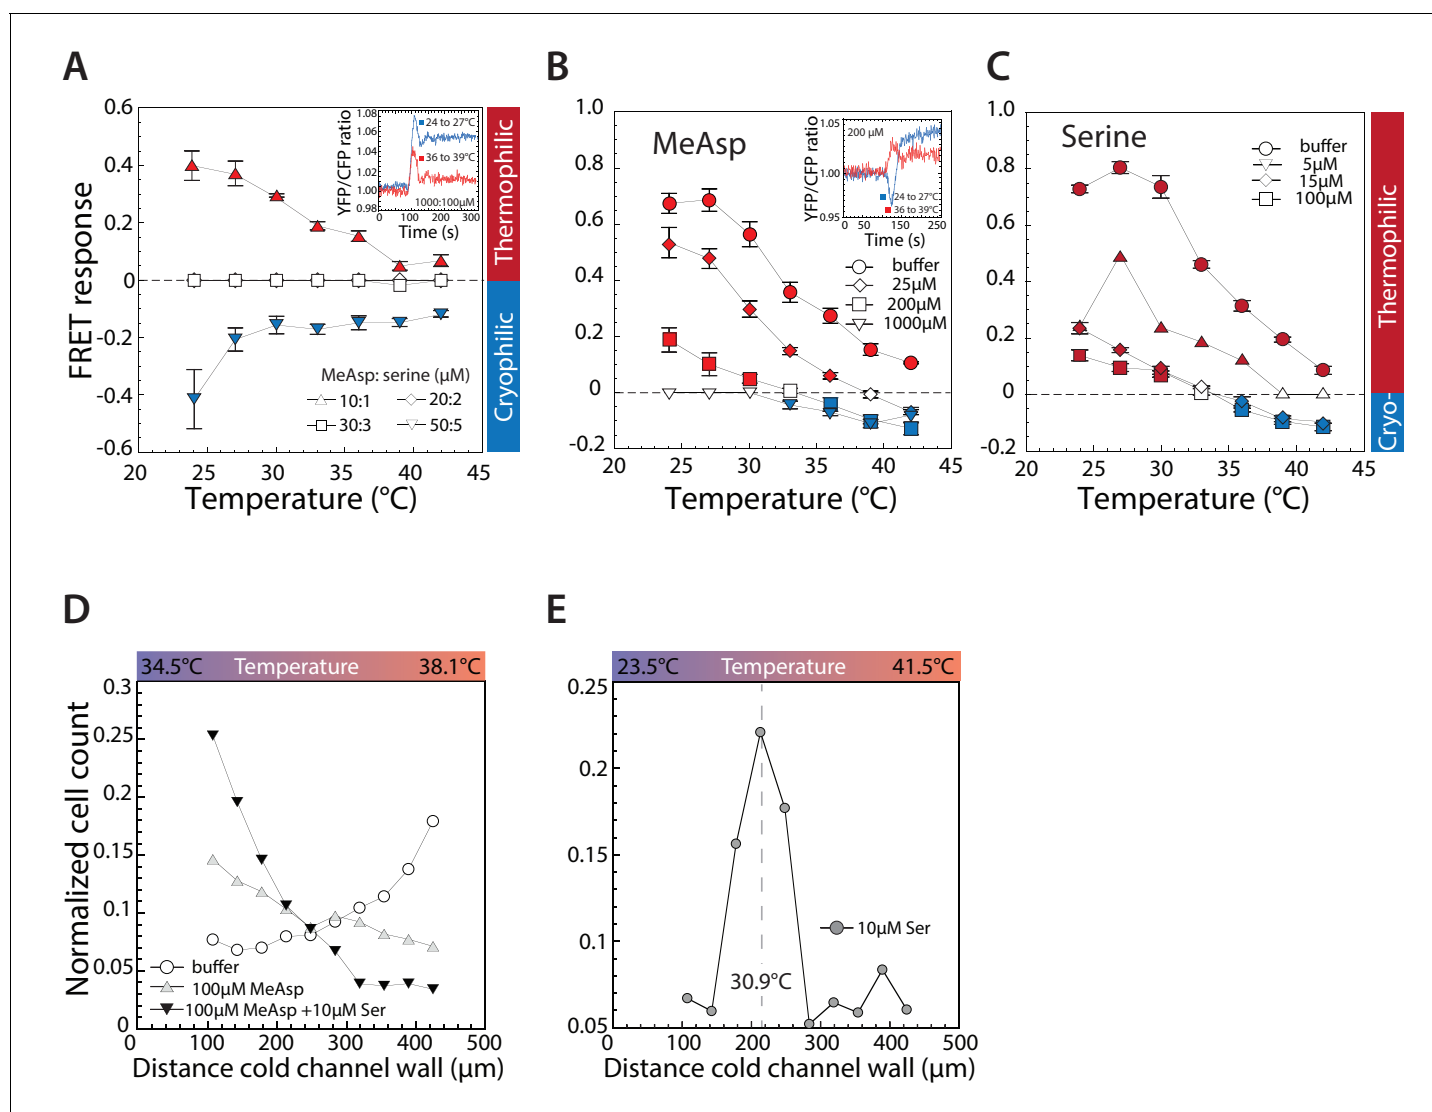 A
B
C
0.6
0.4
0.2
0
-0.2
-0.4
-0.6
FRET response
20 25 30 35 40 45
Temperature (°C)
YFP/CFP ratio
1.08
1.06
1.04
1.02
1.00
0.98
24 to 27°C
36 to 39°C
1000:100µM
0 100 200 300
Time (s)
MeAsp: serine (µM)
10:1 20:2
30:3 50:5
Thermophilic
Cryophilic
1.0
0.8
0.6
0.4
0.2
0
-0.2
MeAsp
YFP/CFP ratio
1.05
1.00
0.95
200 µM
24 to 27°C
36 to 39°C
0 50 150 250
Time (s)
buffer
25µM
200µM
1000µM
20 25 30 35 40 45
Temperature (°C)
1.0
0.8
0.6
0.4
0.2
0
-0.2
Serine
buffer
5µM
15µM
100µM
20 25 30 35 40 45
Temperature (°C)
Thermophilic
Cryo-
D
E
34.5°C Temperature 38.1°C
0.3
0.25
0.2
0.15
0.1
0.05
0
Normalized cell count
buffer
100µM MeAsp
100µM MeAsp +10µM Ser
0 100 200 300 400 500
Distance cold channel wall (µm)
23.5°C Temperature 41.5°C
0.25
0.2
0.15
0.1
0.05
10µM Ser
30.9°C
0 100 200 300 400 500
Distance cold channel wall (µm)